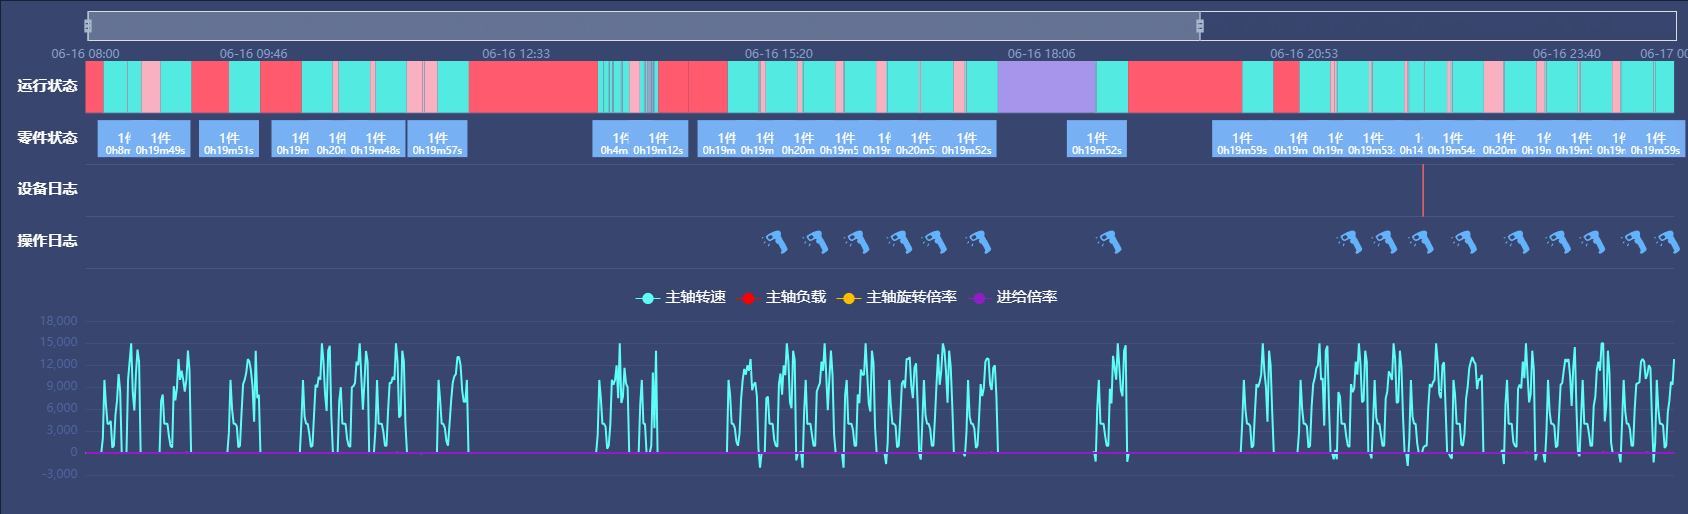 06-16 08:00 06-16 09:46 06-16 12:33 06-16 15:20 06-16 18:06 06-16 20:53 06-16 23:40 06-17 00
运行状态
零件状态
1件 1件 1件 1件 1件 1件 1件 1件 1件 1件 1件 1件 1件 1件 1件 1件 1件 1件 1件 1件 1件 1件 1件 1件 1件 1件 1件
0h8m 0h19m49s 0h19m51s 0h19m 0h20m 0h19m48s 0h19m57s 0h4m 0h19m12s 0h19m 0h19m 0h20m 0h19m5 0h19m 0h20m5 0h19m52s 0h19m52s 0h19m59s 0h19m 0h19m 0h19m53s 0h14 0h19m54s 0h20m 0h19m 0h19m5 0h19m 0h19m59s
设备日志
操作日志
主轴转速 主轴负载 主轴旋转倍率 进给倍率
18,000
15,000
12,000
9,000
6,000
3,000
0
-3,000